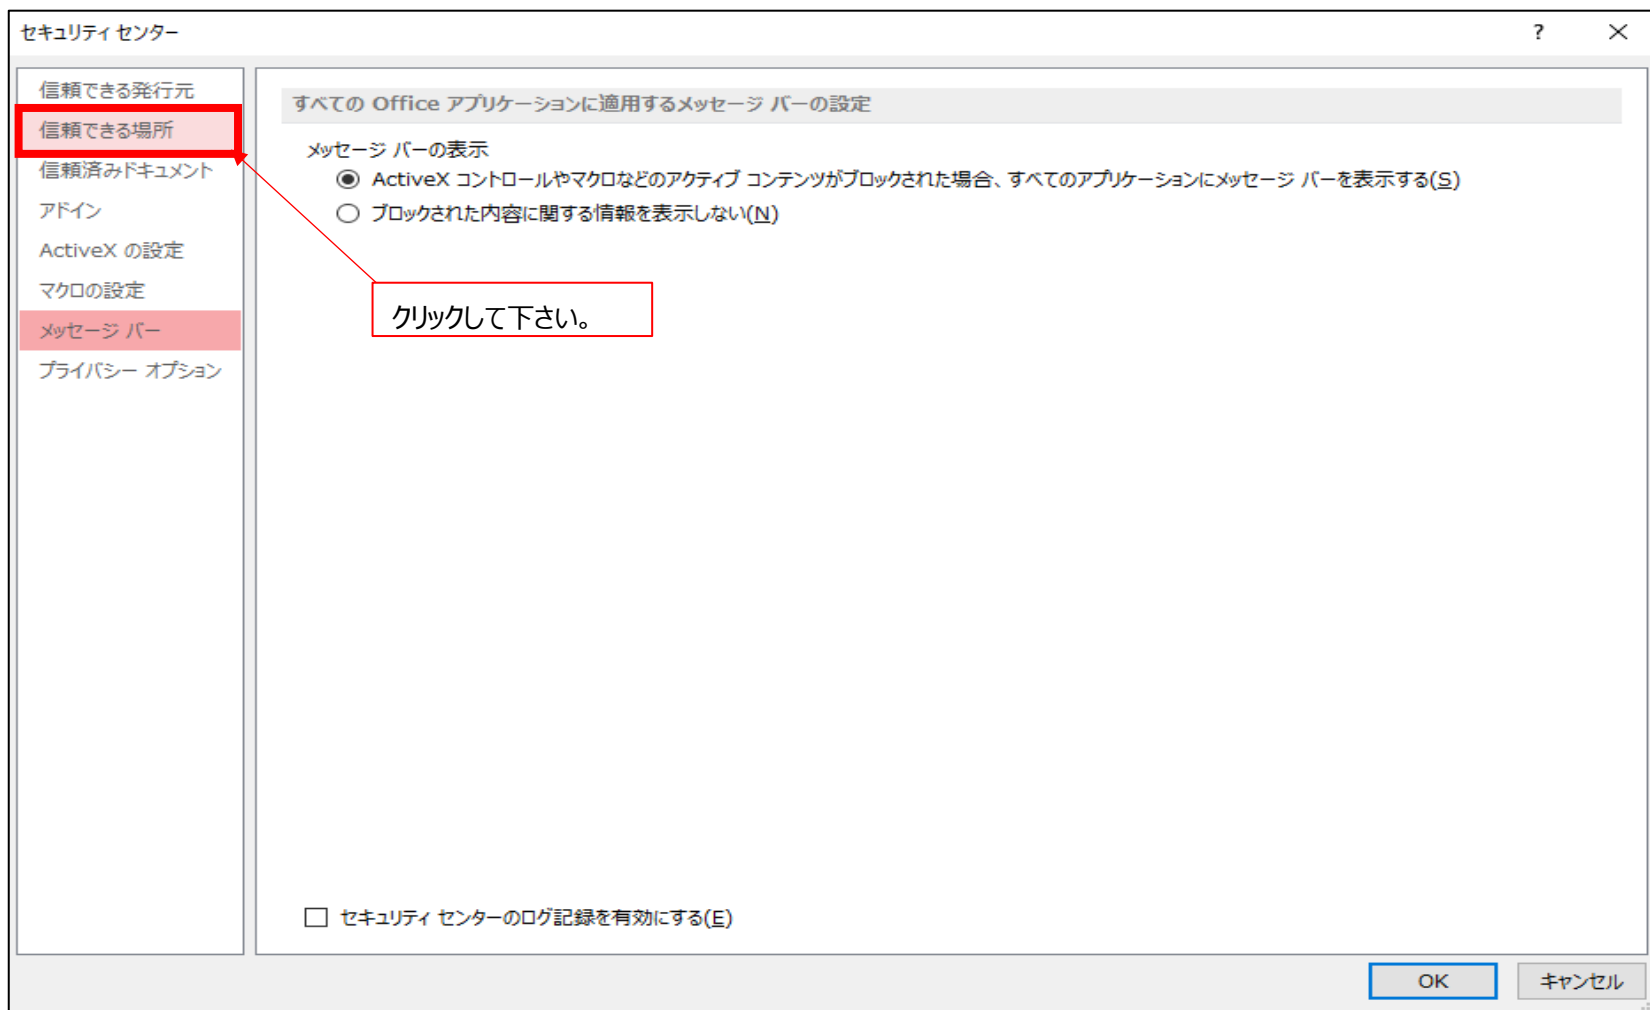 セキュリティ センター
?
信頼できる発行元
信頼できる場所
信頼済みドキュメント
アドイン
ActiveX の設定
マクロの設定
メッセージ バー
プライバシー オプション
すべての Office アプリケーションに適用するメッセージ バーの設定
メッセージ バーの表示
ActiveX コントロールやマクロなどのアクティブ コンテンツがブロックされた場合、すべてのアプリケーションにメッセージ バーを表示する(S)
ブロックされた内容に関する情報を表示しない(N)
クリックして下さい。
セキュリティ センターのログ記録を有効にする(E)
OK
キャンセル